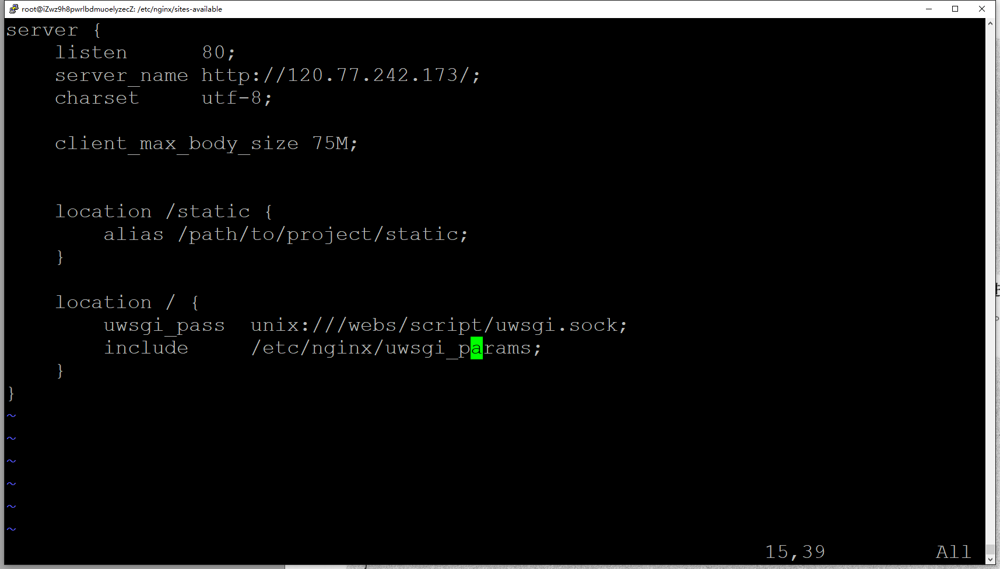 root@iZwz9h8pwrlbdmuoelyzecZ: /etc/nginx/sites-available
server {
    listen      80;
    server_name http://120.77.242.173/;
    charset     utf-8;
    client_max_body_size 75M;
    location /static {
        alias /path/to/project/static;
    }
    location / {
        uwsgi_pass  unix:///webs/script/uwsgi.sock;
        include     /etc/nginx/uwsgi_params;
    }
}
~
~
~
~
~
~
15,39 All